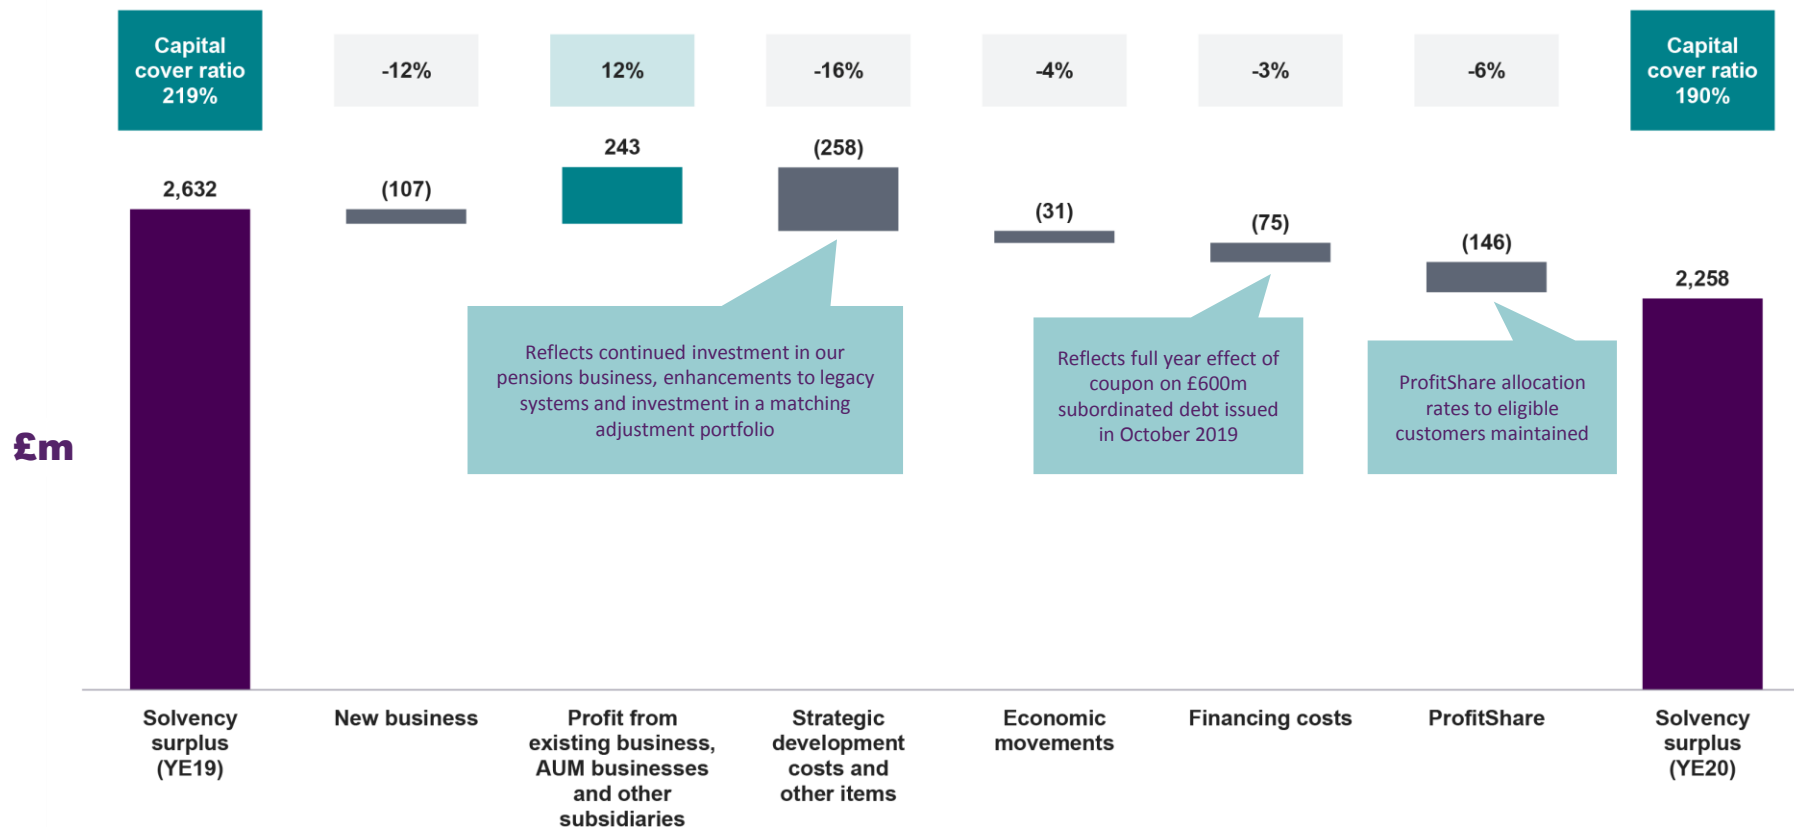 Capital
cover ratio
219%
-12%
12%
-16%
-4%
-3%
-6%
Capital
cover ratio
190%
2,632
(107)
243
(258)
(31)
(75)
(146)
2,258
Reflects continued investment in our
pensions business, enhancements to legacy
systems and investment in a matching
adjustment portfolio
Reflects full year effect of
coupon on £600m
subordinated debt issued
in October 2019
ProfitShare allocation
rates to eligible
customers maintained
£m
Solvency
surplus
(YE19)
New business
Profit from
existing business,
AUM businesses
and other
subsidiaries
Strategic
development
costs and
other items
Economic
movements
Financing costs
ProfitShare
Solvency
surplus
(YE20)